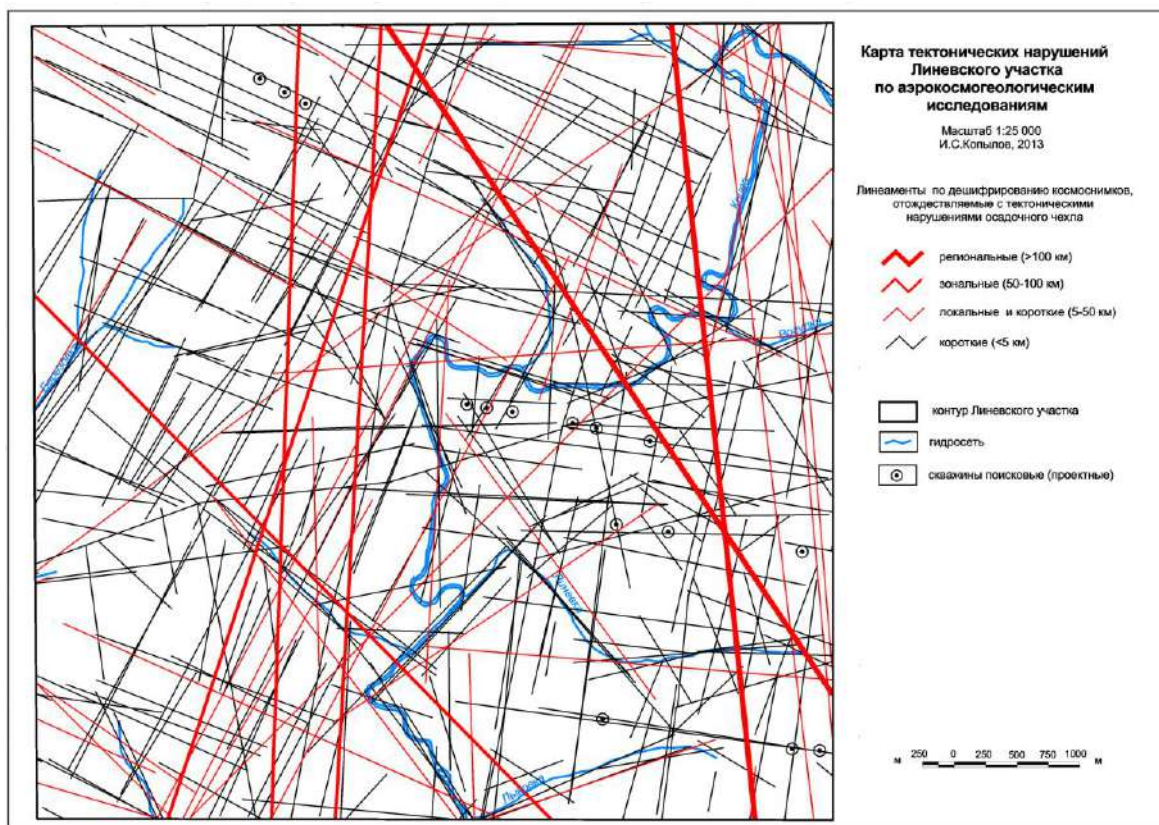 Карта тектонических нарушений
Линевского участка
по аэрокосмогеологическим
исследованиям
Масштаб 1:25 000
И.С.Копылов, 2013
Линеаменты по дешифрированию космоснимков,
отождествляемые с тектоническими
нарушениями осадочного чехла
региональные (>100 км)
зональные (50-100 км)
локальные и короткие (5-50 км)
короткие (<5 км)
контур Линевского участка
гидросеть
скважины поисковые (проектные)
м 250 0 250 500 750 1000 м
Линевка